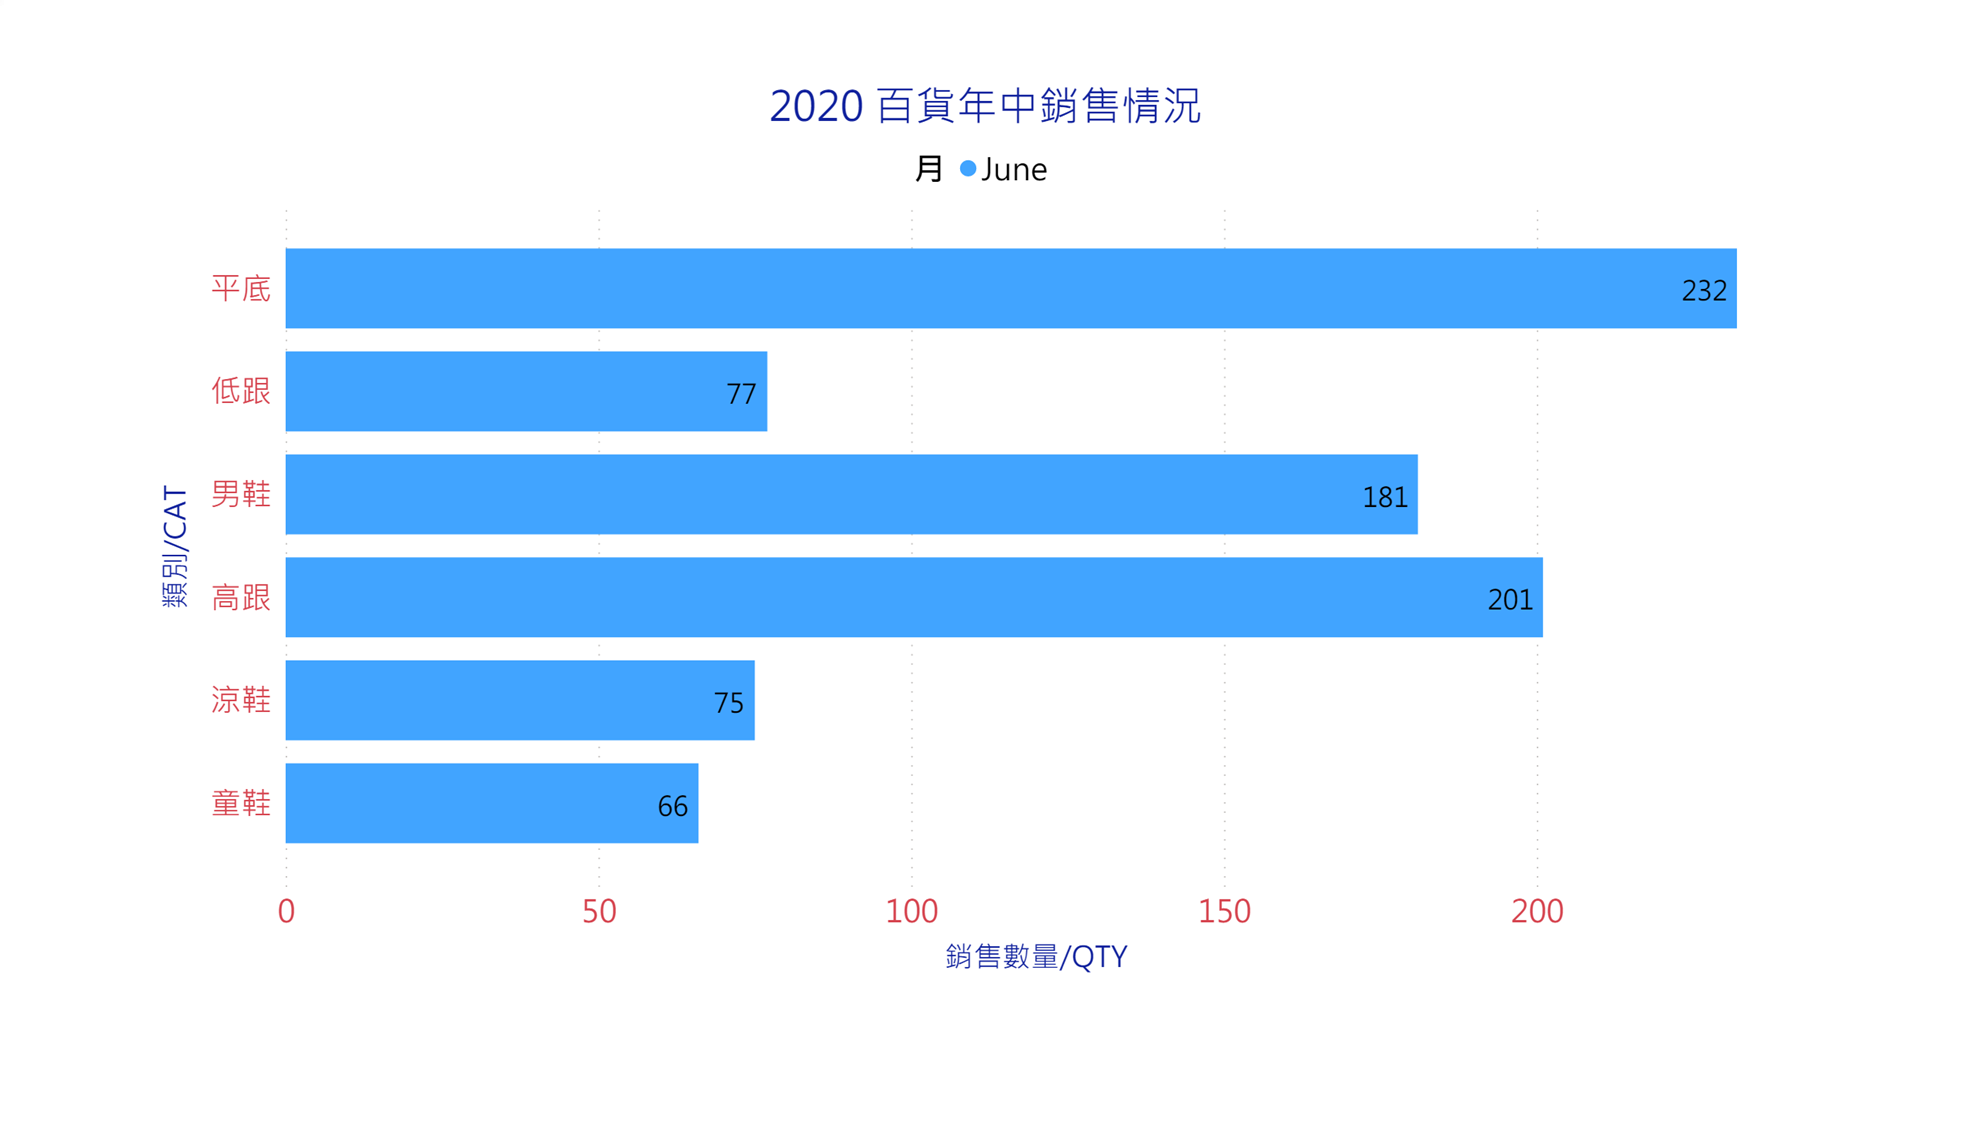 2020 百貨年中銷售情況
月 June
類別/CAT
平底 232
低跟 77
男鞋 181
高跟 201
涼鞋 75
童鞋 66
0 50 100 150 200
銷售數量/QTY